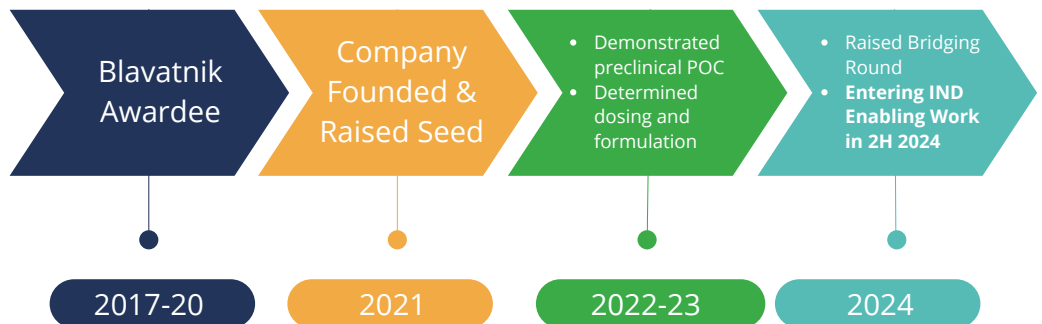 Blavatnik
Awardee
Company
Founded &
Raised Seed
• Demonstrated
preclinical POC
• Determined
dosing and
formulation
• Raised Bridging
Round
• Entering IND
Enabling Work
in 2H 2024
2017-20
2021
2022-23
2024